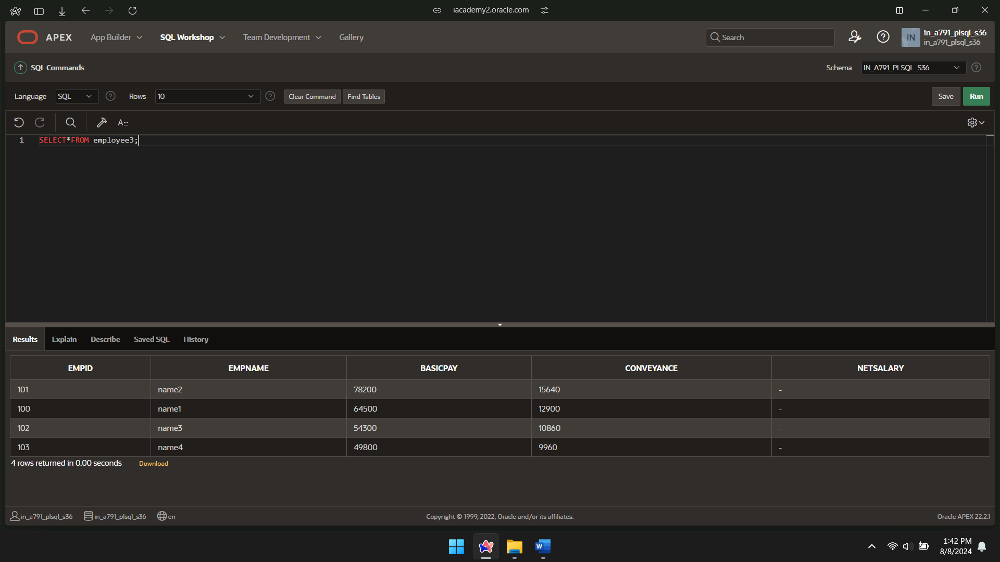 iacademy2.oracle.com
APEX App Builder SQL Workshop Team Development Gallery Search IN in_a791_plsql_s36
in_a791_plsql_s36
SQL Commands Schema IN_A791_PLSQL_S36
Language SQL Rows 10 Clear Command Find Tables Save Run
A::
1 SELECT*FROM employee3;
Results Explain Describe Saved SQL History
EMPID EMPNAME BASICPAY CONVEYANCE NETSALARY
101 name2 78200 15640 -
100 name1 64500 12900 -
102 name3 54300 10860 -
103 name4 49800 9960 -
4 rows returned in 0.00 seconds Download
in_a791_plsql_s36 in_a791_plsql_s36 en Copyright © 1999, 2022, Oracle and/or its affiliates. Oracle APEX 22.2.1
W 1:42 PM
8/8/2024